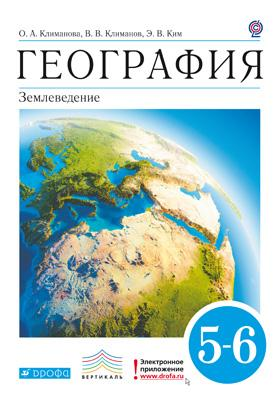 О. А. Климанова, В. В. Климанов, Э. В. Ким
ГЕОГРАФИЯ
Землеведение
5-6
ДРОФА
ВЕРТИКАЛЬ
! Электронное
приложение
www.drofa.ru